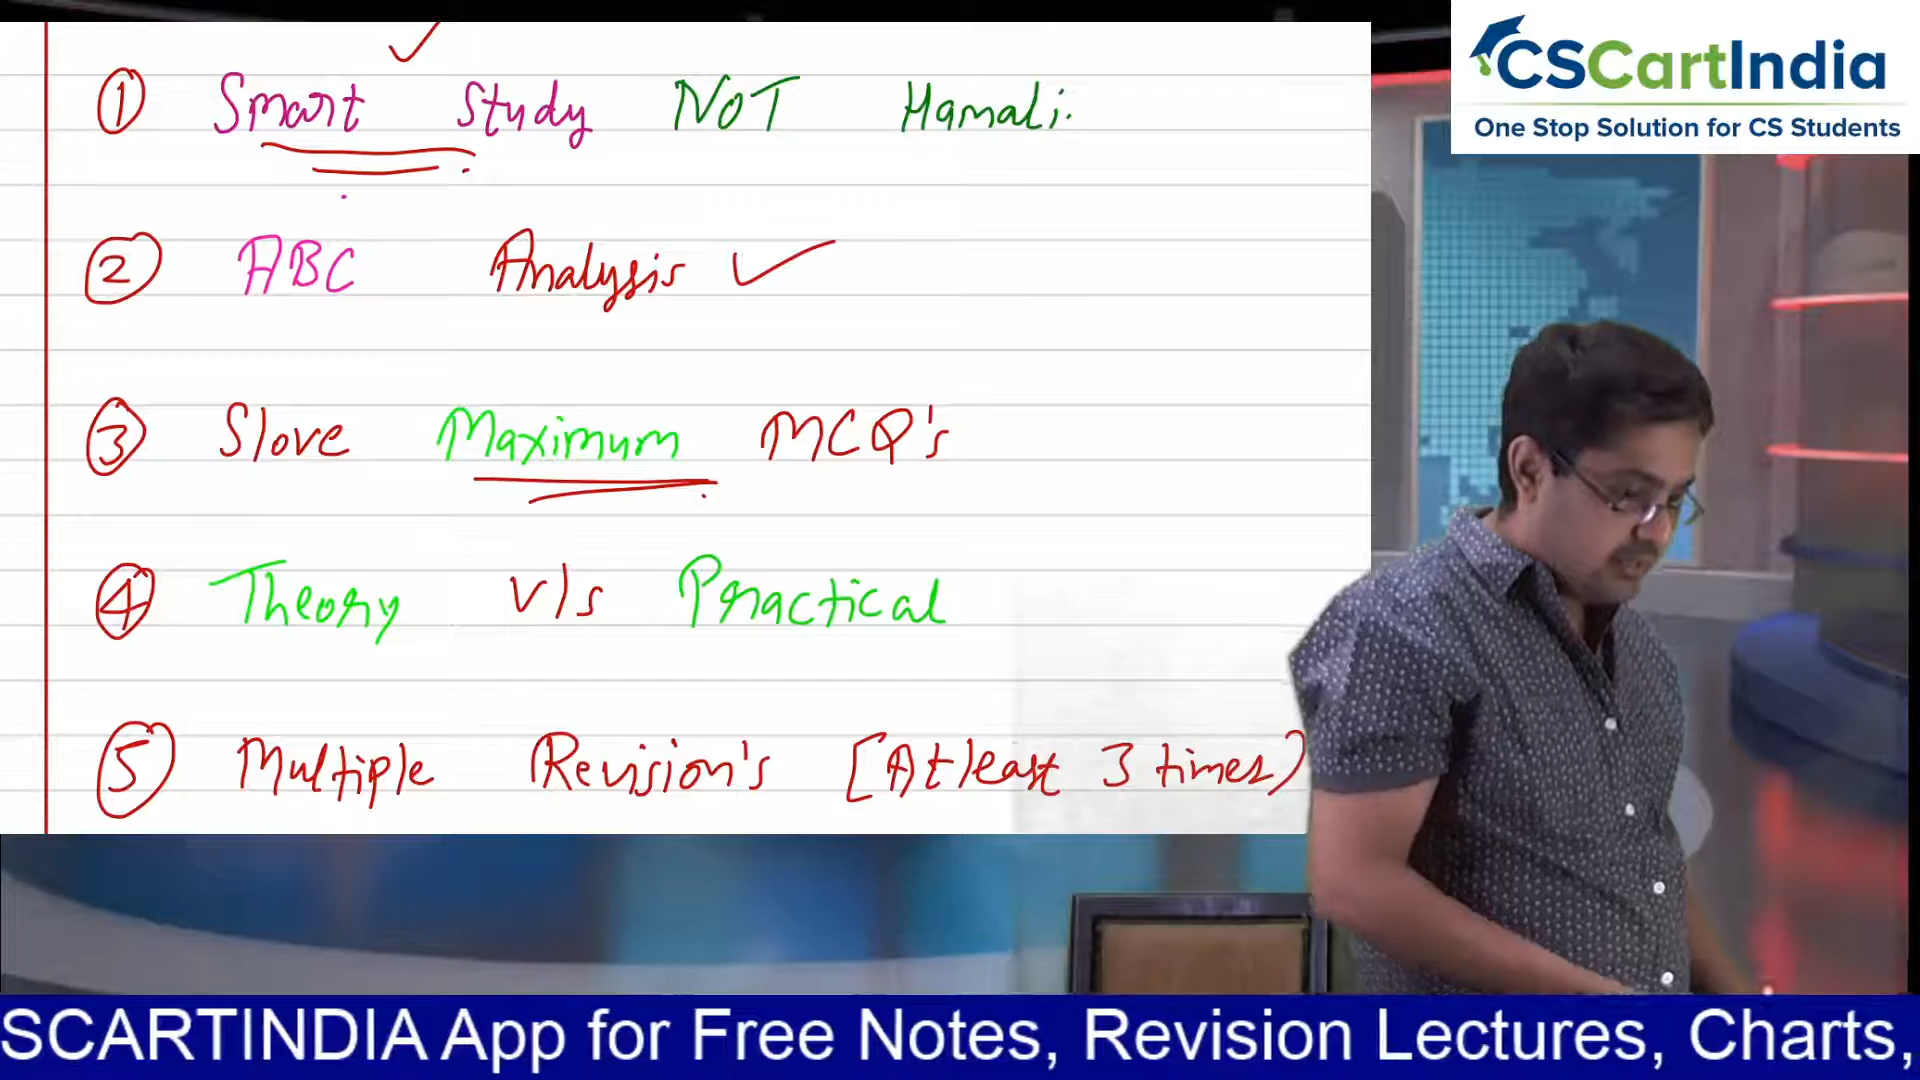 CSCartIndia
One Stop Solution for CS Students
① Smart Study NOT Hamali.
② ABC Analysis
③ Slove Maximum MCQ's
④ Theory v/s Practical
⑤ Multiple Revision's [Atleast 3 times)
SCARTINDIA App for Free Notes, Revision Lectures, Charts,